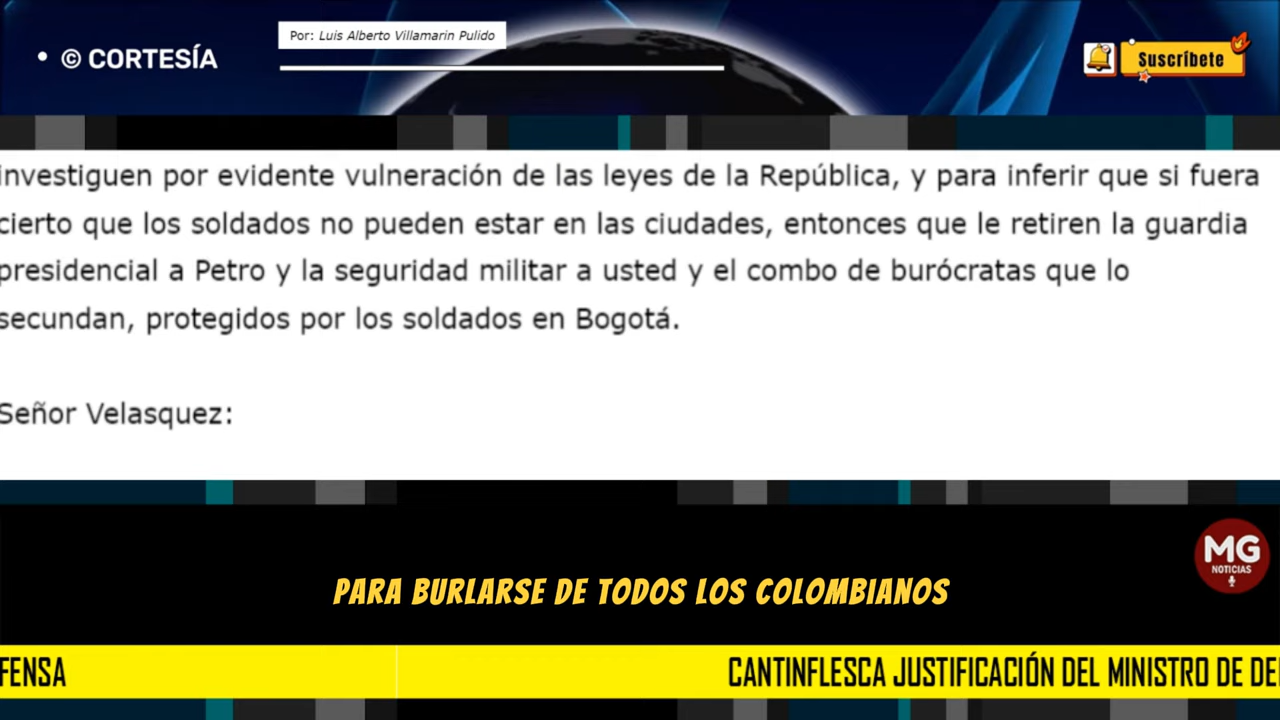 Por: Luis Alberto Villamarin Pulido
• © CORTESÍA
Suscríbete
investiguen por evidente vulneración de las leyes de la República, y para inferir que si fuera
cierto que los soldados no pueden estar en las ciudades, entonces que le retiren la guardia
presidencial a Petro y la seguridad militar a usted y el combo de burócratas que lo
secundan, protegidos por los soldados en Bogotá.
Señor Velasquez:
MG
NOTICIAS
PARA BURLARSE DE TODOS LOS COLOMBIANOS
FENSA
CANTINFLESCA JUSTIFICACIÓN DEL MINISTRO DE DE